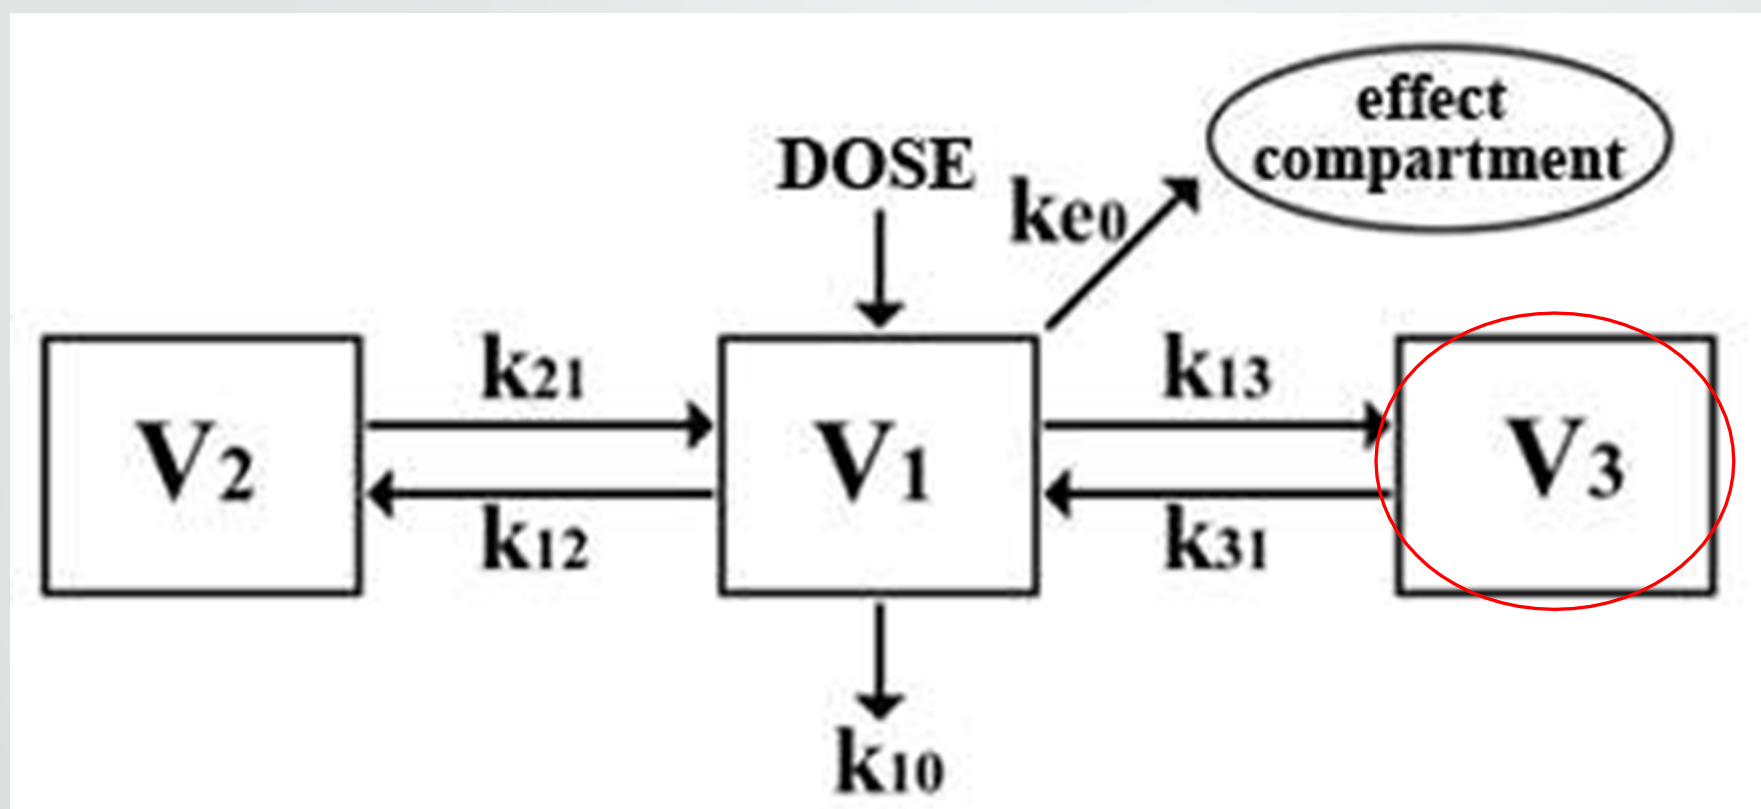 effect
compartment
DOSE
ke0
k21
k13
V2
V1
V3
k12
k31
k10